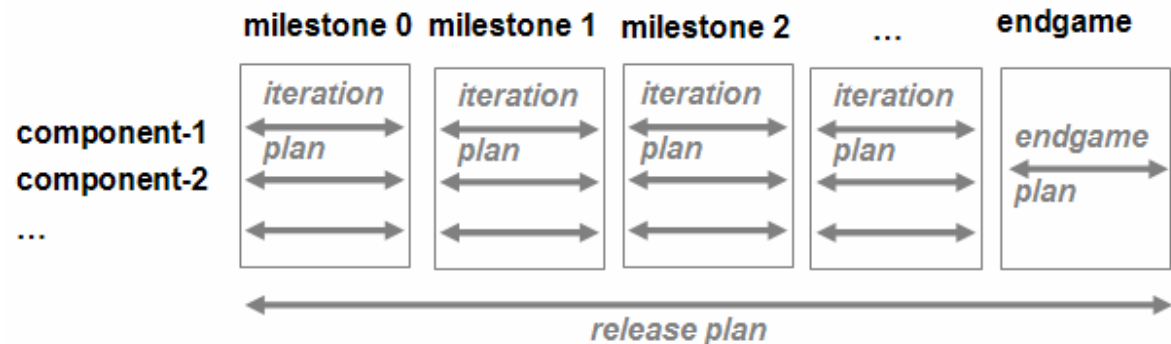 milestone 0 milestone 1 milestone 2 ... endgame
iteration iteration iteration iteration
component-1
plan plan plan plan endgame
component-2
plan
...
release plan